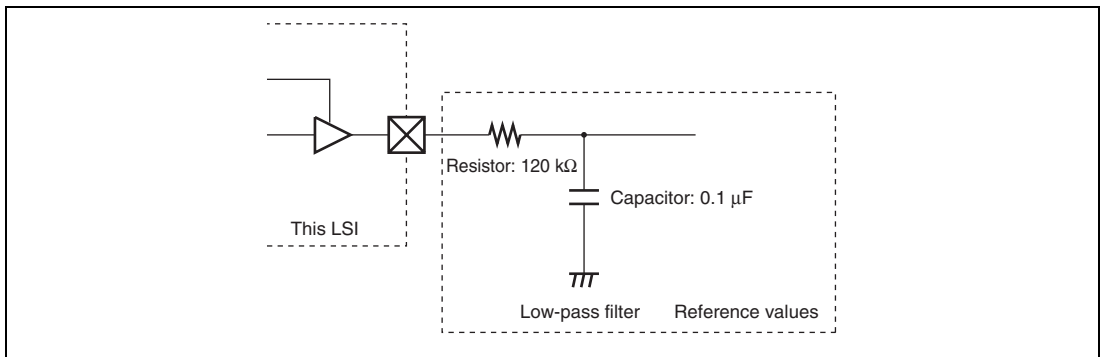 Resistor: 120 kΩ
Capacitor: 0.1 μF
This LSI
Low-pass filter
Reference values